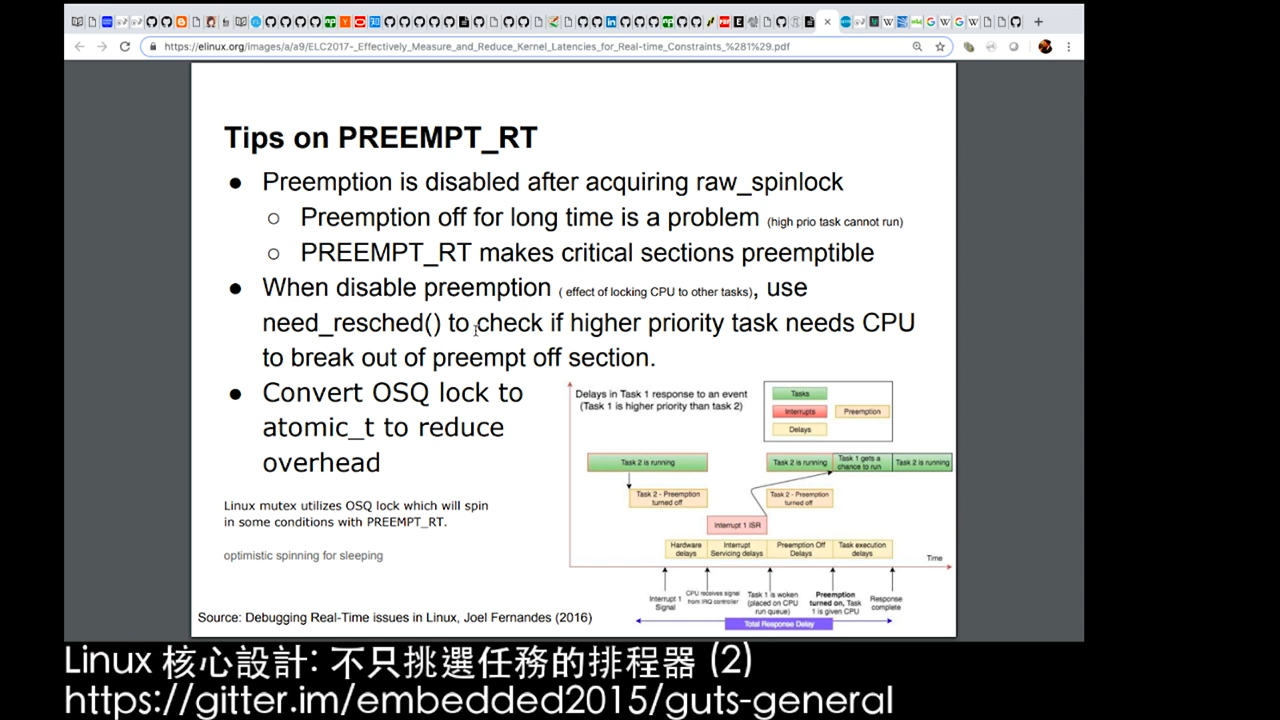 https://elinux.org/images/a/a9/ELC2017-_Effectively_Measure_and_Reduce_Kernel_Latencies_for_Real-time_Constraints_%281%29.pdf
Tips on PREEMPT_RT
● Preemption is disabled after acquiring raw_spinlock
○ Preemption off for long time is a problem (high prio task cannot run)
○ PREEMPT_RT makes critical sections preemptible
● When disable preemption ( effect of locking CPU to other tasks), use
need_resched() to check if higher priority task needs CPU
to break out of preempt off section.
● Convert OSQ lock to
atomic_t to reduce
overhead
Linux mutex utilizes OSQ lock which will spin
in some conditions with PREEMPT_RT.
optimistic spinning for sleeping
Delays in Task 1 response to an event
(Task 1 is higher priority than task 2)
Tasks
Interrupts
Preemption
Delays
Task 2 is running
Task 2 is running
Task 1 gets a
chance to run
Task 2 is running
Task 2 - Preemption
turned off
Task 2 - Preemption
turned off
Interrupt 1 ISR
Hardware
delays
Interrupt
Servicing delays
Preemption Off
Delays
Task execution
delays
Time
Interrupt 1
Signal
CPU receives signal
from IRQ controller
Task 1 is woken
(placed on CPU
run queue)
Preemption
turned on, Task
1 is given CPU
Response
complete
Total Response Delay
Source: Debugging Real-Time issues in Linux, Joel Fernandes (2016)
Linux 核心設計: 不只挑選任務的排程器 (2)
https://gitter.im/embedded2015/guts-general